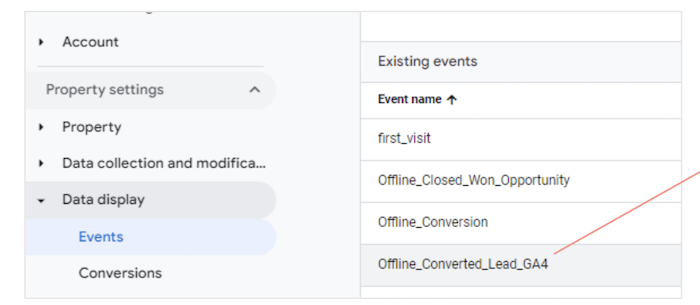 Account
Property settings
Property
Data collection and modifica...
Data display
Events
Conversions
Existing events
Event name ↑
first_visit
Offline_Closed_Won_Opportunity
Offline_Conversion
Offline_Converted_Lead_GA4